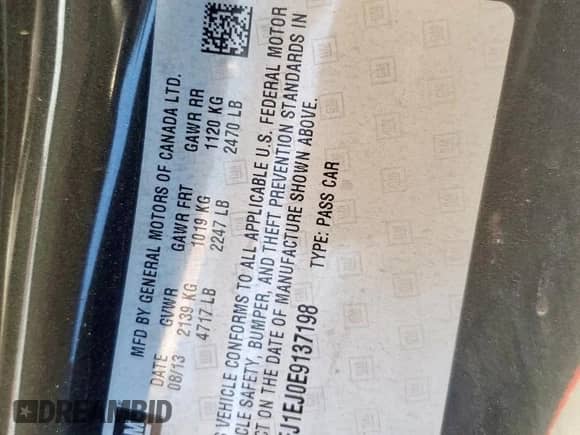 MFD BY GENERAL MOTORS OF CANADA LTD.
DATE GVWR GAWR FRT GAWR RR
08/13 2139 KG 1019 KG 1120 KG
4717 LB 2247 LB 2470 LB
VEHICLE CONFORMS TO ALL APPLICABLE U.S. FEDERAL MOTOR
SAFETY, BUMPER, AND THEFT PREVENTION STANDARDS IN
ON THE DATE OF MANUFACTURE SHOWN ABOVE.
J1EJ0E9137198 TYPE: PASS CAR
GM
DREAMBID